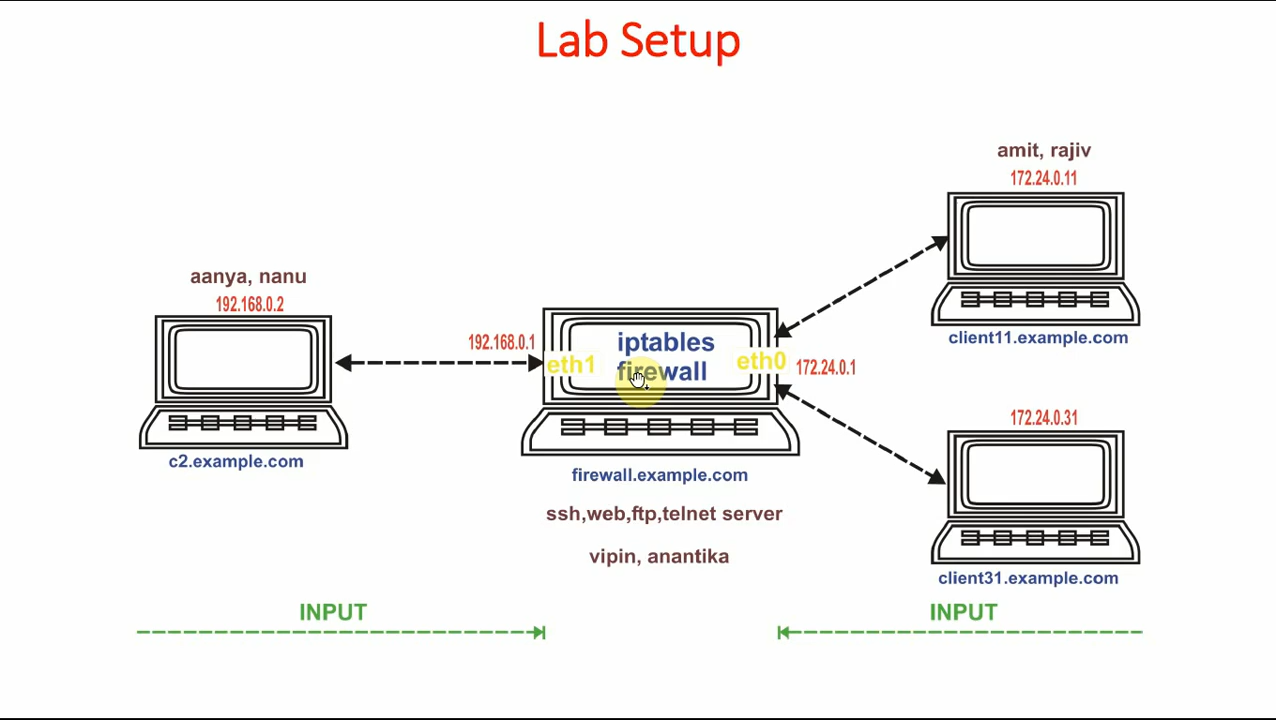 Lab Setup
amit, rajiv
172.24.0.11
client11.example.com
aanya, nanu
192.168.0.2
c2.example.com
192.168.0.1
eth1
iptables
firewall
eth0
172.24.0.1
firewall.example.com
ssh,web,ftp,telnet server
vipin, anantika
172.24.0.31
client31.example.com
INPUT
INPUT